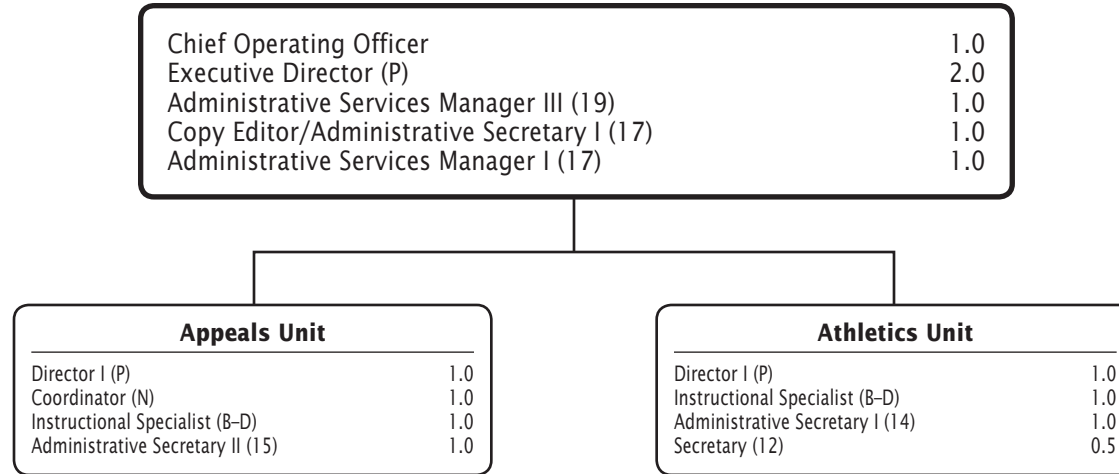 Chief Operating Officer 1.0
Executive Director (P) 2.0
Administrative Services Manager III (19) 1.0
Copy Editor/Administrative Secretary I (17) 1.0
Administrative Services Manager I (17) 1.0
Appeals Unit
Director I (P) 1.0
Coordinator (N) 1.0
Instructional Specialist (B–D) 1.0
Administrative Secretary II (15) 1.0
Athletics Unit
Director I (P) 1.0
Instructional Specialist (B–D) 1.0
Administrative Secretary I (14) 1.0
Secretary (12) 0.5